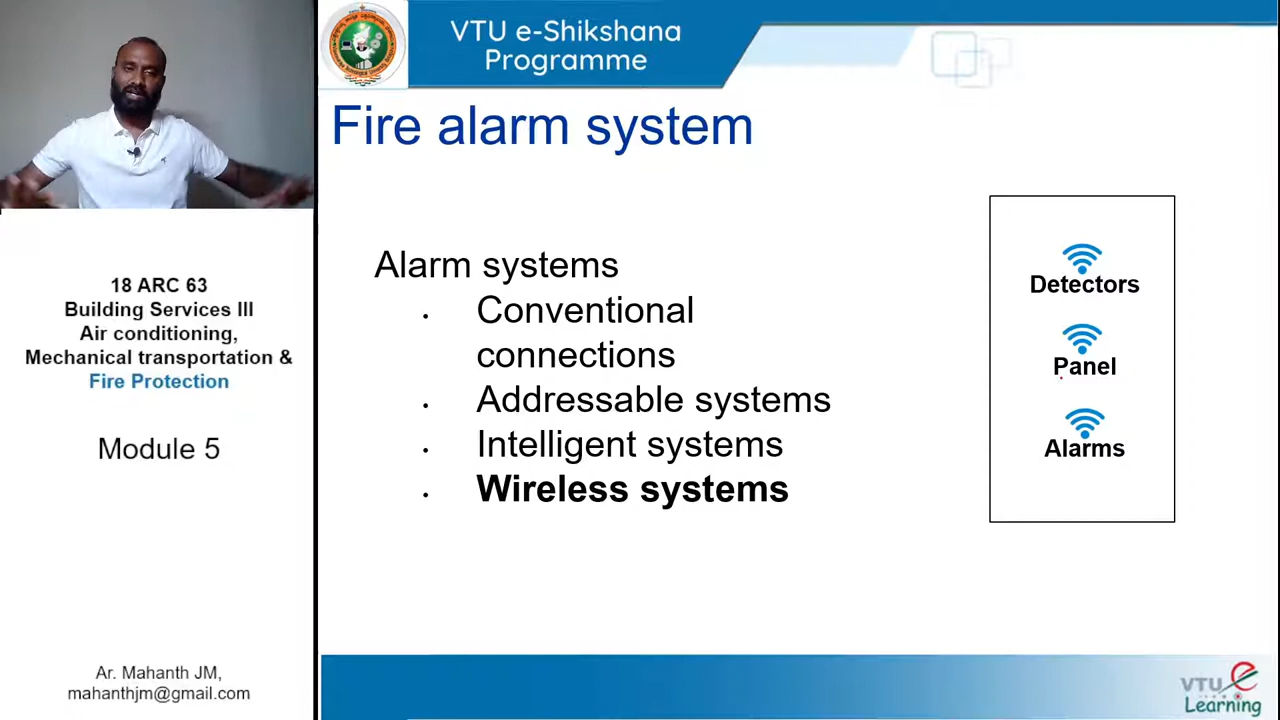 VTU e-Shikshana
Programme
Fire alarm system
Alarm systems
Conventional
connections
Addressable systems
Intelligent systems
Wireless systems
Detectors
Panel
Alarms
18 ARC 63
Building Services III
Air conditioning,
Mechanical transportation &
Fire Protection
Module 5
Ar. Mahanth JM,
mahanthjm@gmail.com
VTU e
Learning